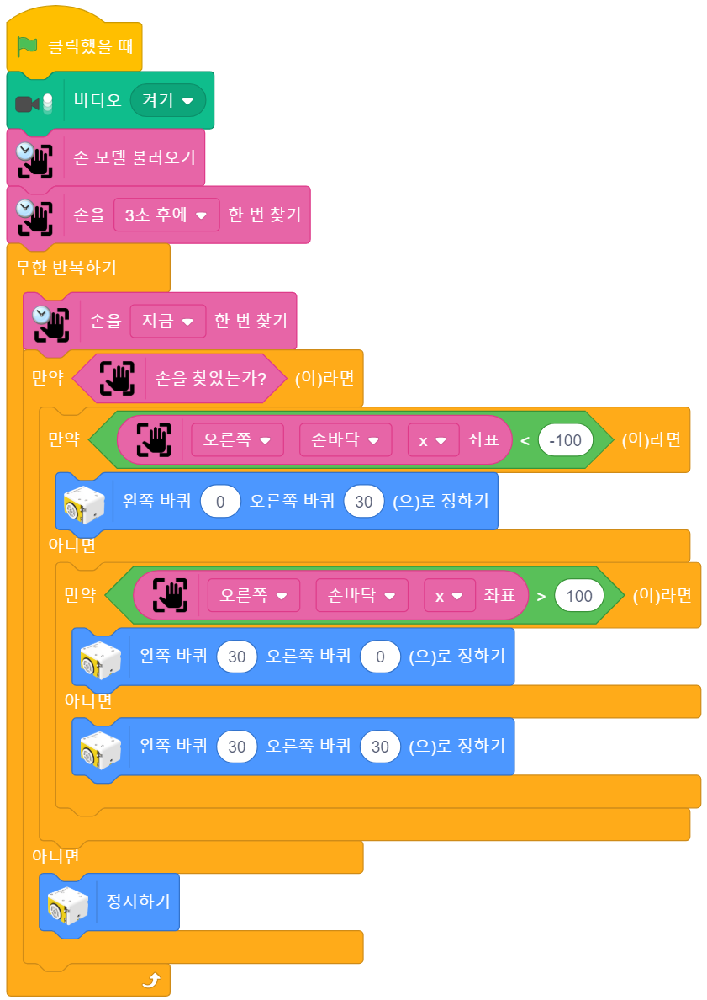 클릭했을 때
비디오 켜기
손 모델 불러오기
손을 3초 후에 한 번 찾기
무한 반복하기
손을 지금 한 번 찾기
만약 손을 찾았는가? (이)라면
만약 오른쪽 손바닥 x 좌표 < -100 (이)라면
왼쪽 바퀴 0 오른쪽 바퀴 30 (으)로 정하기
아니면
만약 오른쪽 손바닥 x 좌표 > 100 (이)라면
왼쪽 바퀴 30 오른쪽 바퀴 0 (으)로 정하기
아니면
왼쪽 바퀴 30 오른쪽 바퀴 30 (으)로 정하기
아니면
정지하기